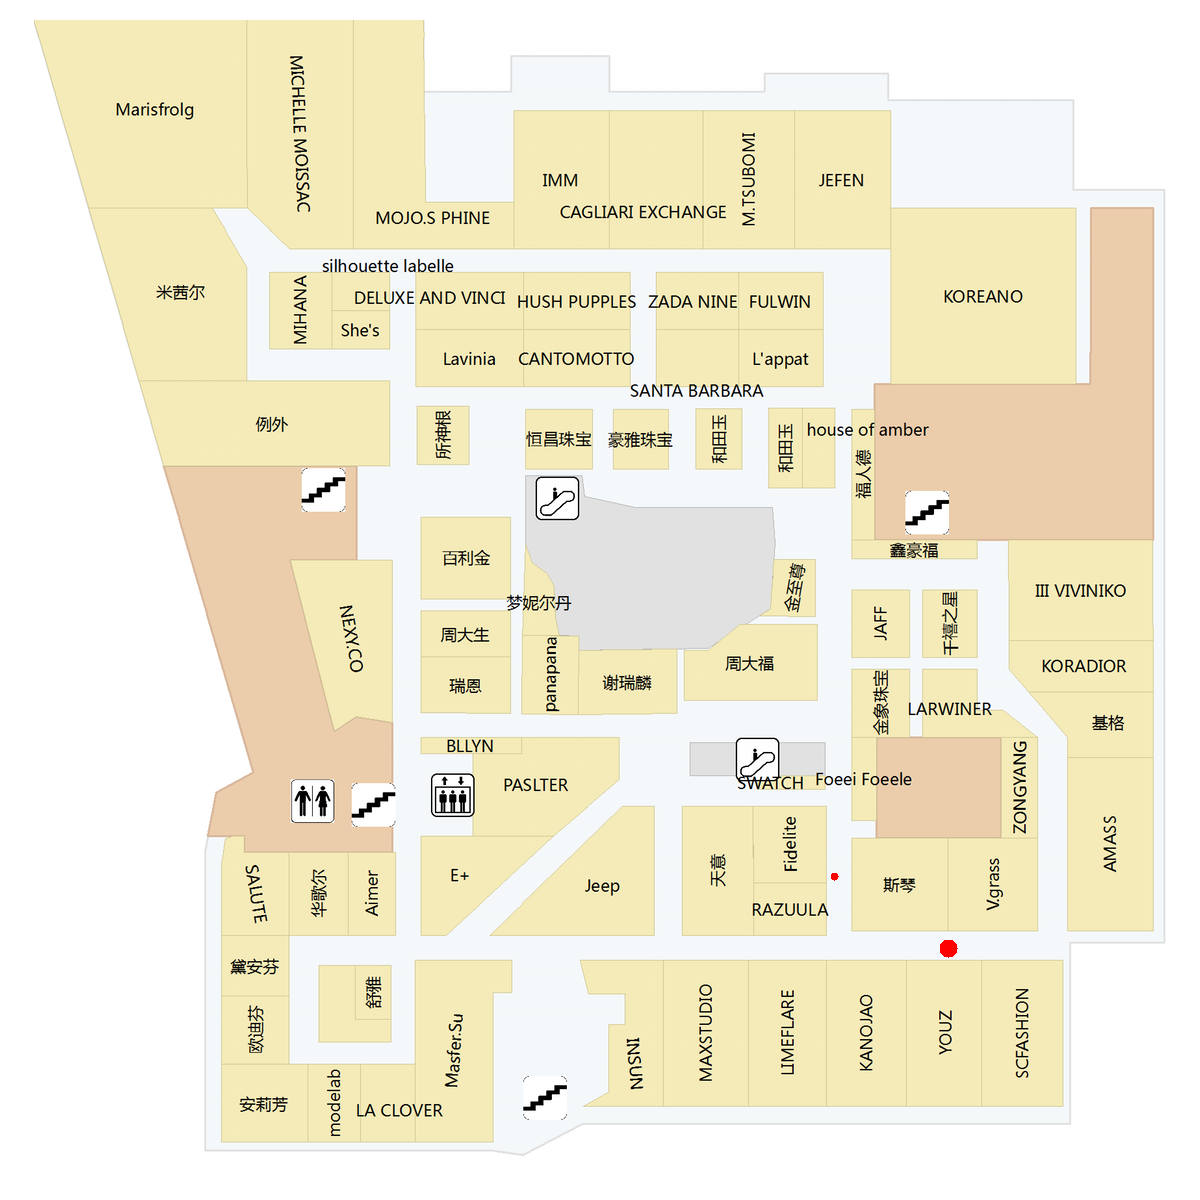 Marisfrolg
MICHELLE MOISSAC
MOJO.S PHINE
IMM
CAGLIARI EXCHANGE
M.TSUBOMI
JEFEN
米茜尔
silhouette labelle
MIHANA
DELUXE AND VINCI
She's
HUSH PUPPLES
ZADA NINE
FULWIN
KOREANO
Lavinia
CANTOMOTTO
L'appat
SANTA BARBARA
例外
所神根
恒昌珠宝
豪雅珠宝
和田玉
和田玉
house of amber
福人德
鑫豪福
百利金
梦妮尔丹
金至尊
III VIVINIKO
JAFF
千禧之星
NEXY.CO
周大生
瑞恩
panapana
谢瑞麟
周大福
KORADIOR
金象珠宝
LARWINER
基格
BLLYN
PASLTER
SWATCH
Foeei Foeele
ZONGYANG
AMASS
SALUTE
华歌尔
Aimer
E+
Jeep
天意
Fidelite
RAZUULA
斯琴
V.grass
黛安芬
舒雅
欧迪芬
Masfer.Su
INSUN
MAXSTUDIO
LIMEFLARE
KANOJAO
YOUZ
SCFASHION
安莉芳
modelab
LA CLOVER